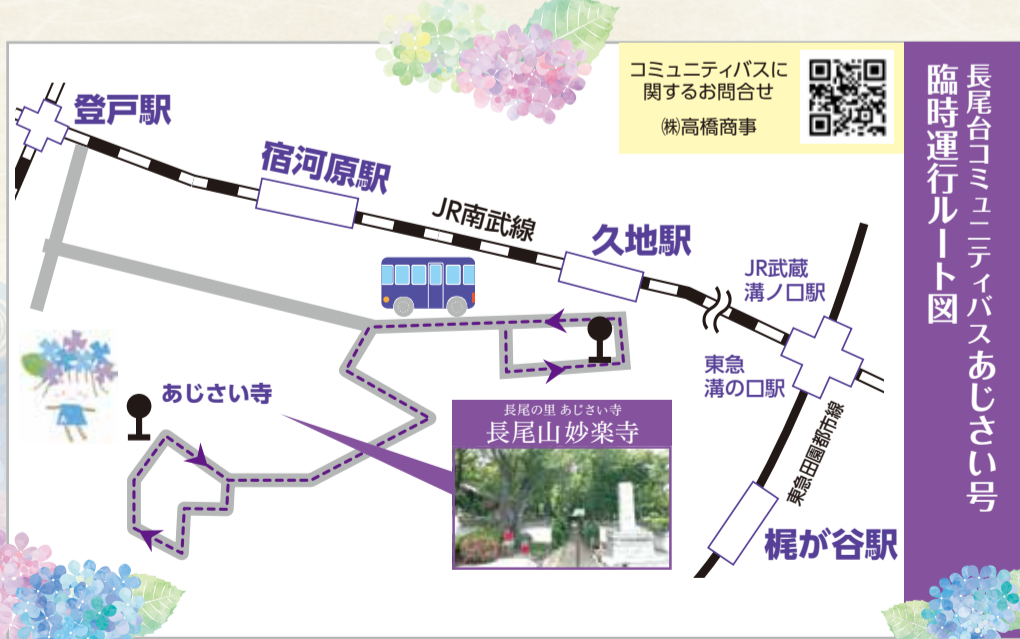 長尾台コミュニティバスあじさい号
臨時運行ルート図
コミュニティバスに
関するお問合せ
㈱高橋商事
登戸駅
宿河原駅
JR南武線
久地駅
JR武蔵
溝ノ口駅
東急
溝の口駅
東急田園都市線
梶が谷駅
あじさい寺
長尾の里 あじさい寺
長尾山妙楽寺